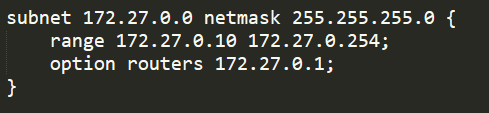 subnet 172.27.0.0 netmask 255.255.255.0 {
    range 172.27.0.10 172.27.0.254;
    option routers 172.27.0.1;
}